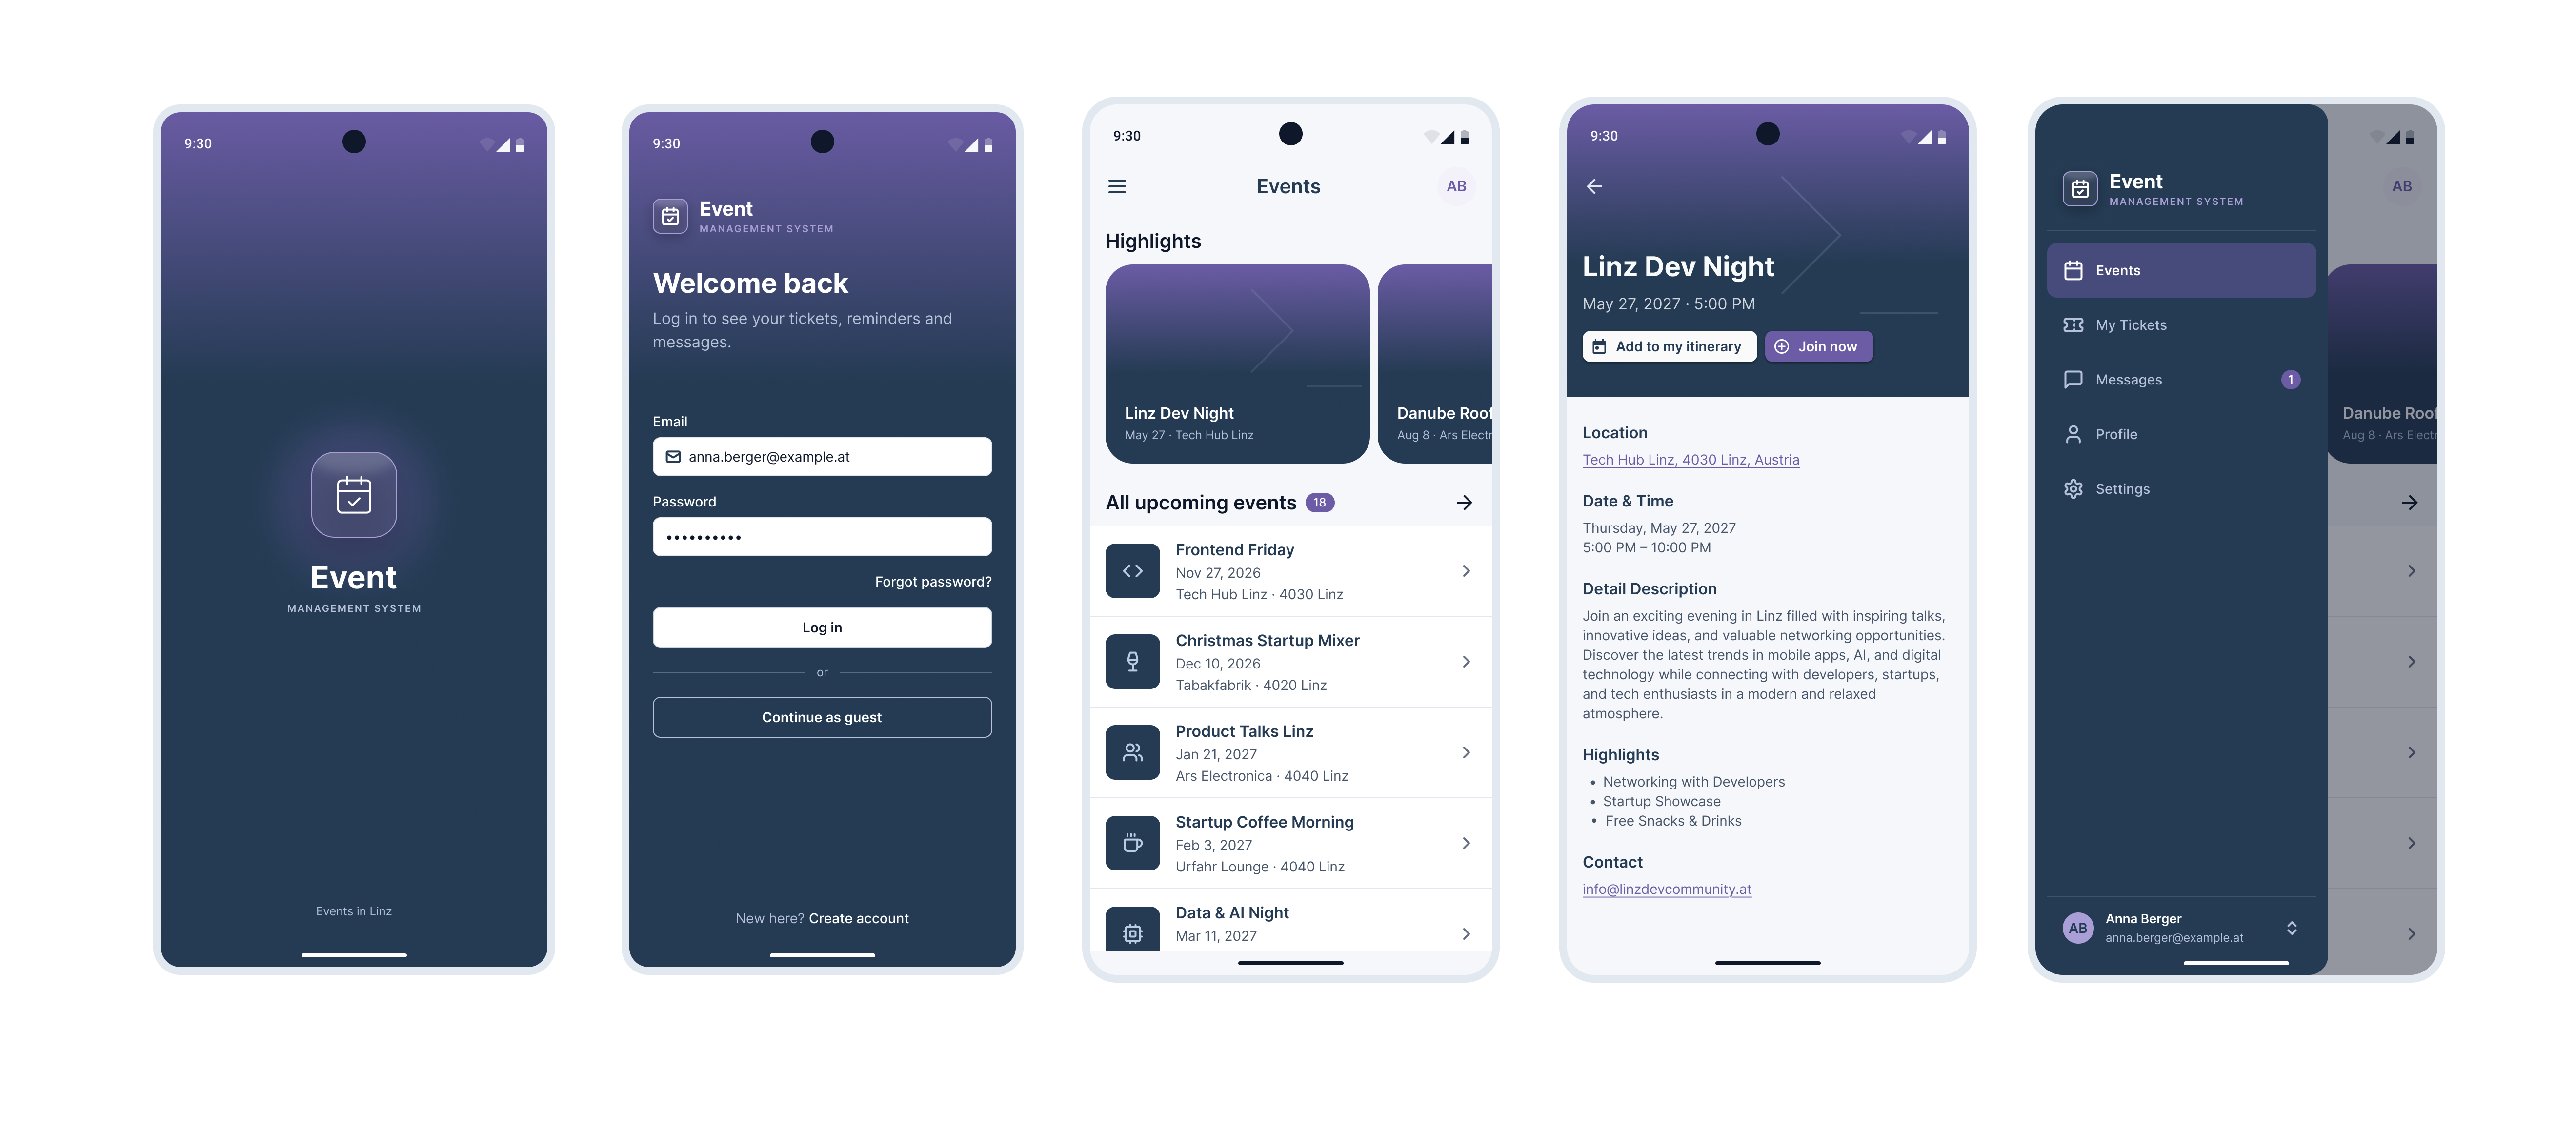 9:30
Event
MANAGEMENT SYSTEM
Events in Linz
9:30
Event
MANAGEMENT SYSTEM
Welcome back
Log in to see your tickets, reminders and
messages.
Email
anna.berger@example.at
Password
••••••••••
Forgot password?
Log in
or
Continue as guest
New here? Create account
9:30
Events
AB
Highlights
Linz Dev Night
May 27 · Tech Hub Linz
Danube Roof
Aug 8 · Ars Electr
All upcoming events 18
Frontend Friday
Nov 27, 2026
Tech Hub Linz · 4030 Linz
Christmas Startup Mixer
Dec 10, 2026
Tabakfabrik · 4020 Linz
Product Talks Linz
Jan 21, 2027
Ars Electronica · 4040 Linz
Startup Coffee Morning
Feb 3, 2027
Urfahr Lounge · 4040 Linz
Data & AI Night
Mar 11, 2027
9:30
Linz Dev Night
May 27, 2027 · 5:00 PM
Add to my itinerary
Join now
Location
Tech Hub Linz, 4030 Linz, Austria
Date & Time
Thursday, May 27, 2027
5:00 PM – 10:00 PM
Detail Description
Join an exciting evening in Linz filled with inspiring talks,
innovative ideas, and valuable networking opportunities.
Discover the latest trends in mobile apps, AI, and digital
technology while connecting with developers, startups,
and tech enthusiasts in a modern and relaxed
atmosphere.
Highlights
• Networking with Developers
• Startup Showcase
• Free Snacks & Drinks
Contact
info@linzdevcommunity.at
Event
MANAGEMENT SYSTEM
Events
My Tickets
Messages 1
Profile
Settings
AB
Anna Berger
anna.berger@example.at
AB
Danube Roof
Aug 8 · Ars Electr